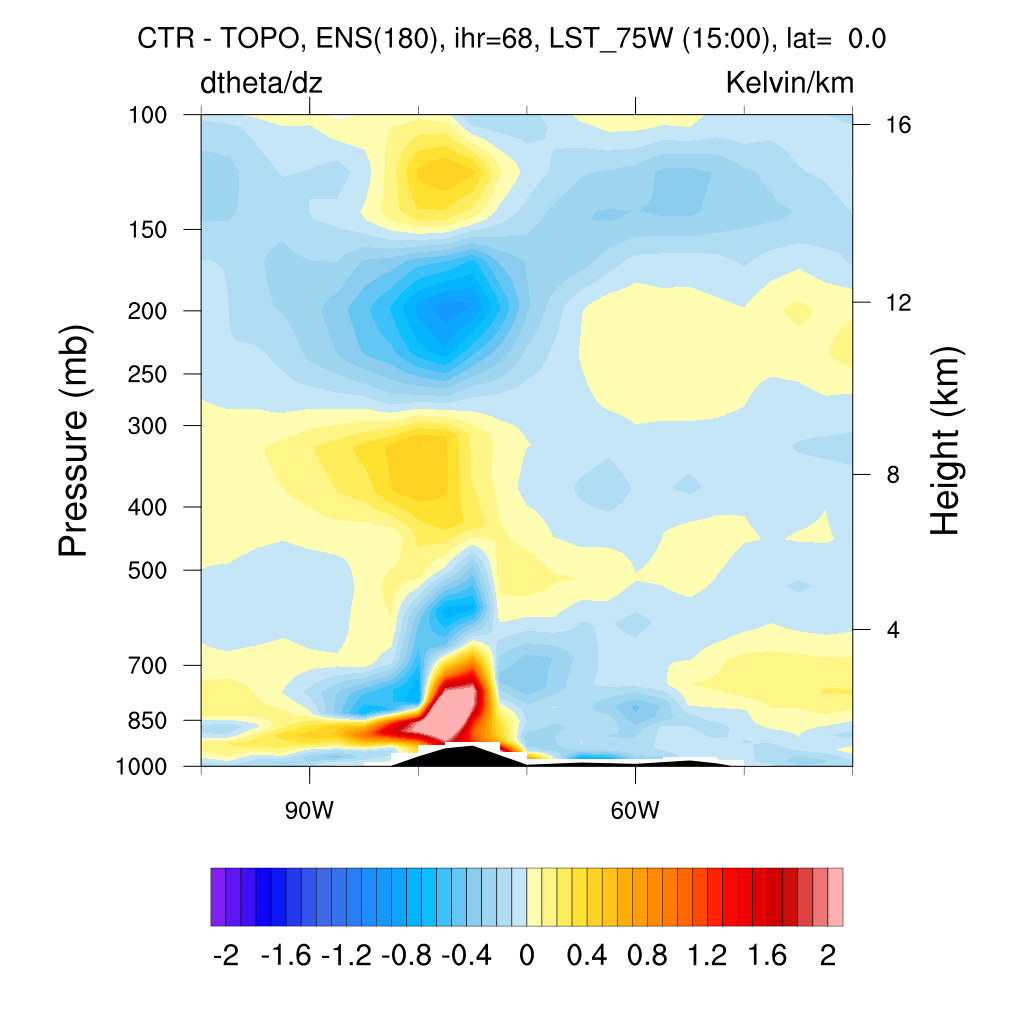 CTR - TOPO, ENS(180), ihr=68, LST_75W (15:00), lat=  0.0
dtheta/dz Kelvin/km
100
150
200
250
300
400
500
700
850
1000
Pressure (mb)
16
12
8
4
Height (km)
90W 60W
-2 -1.6 -1.2 -0.8 -0.4 0 0.4 0.8 1.2 1.6 2